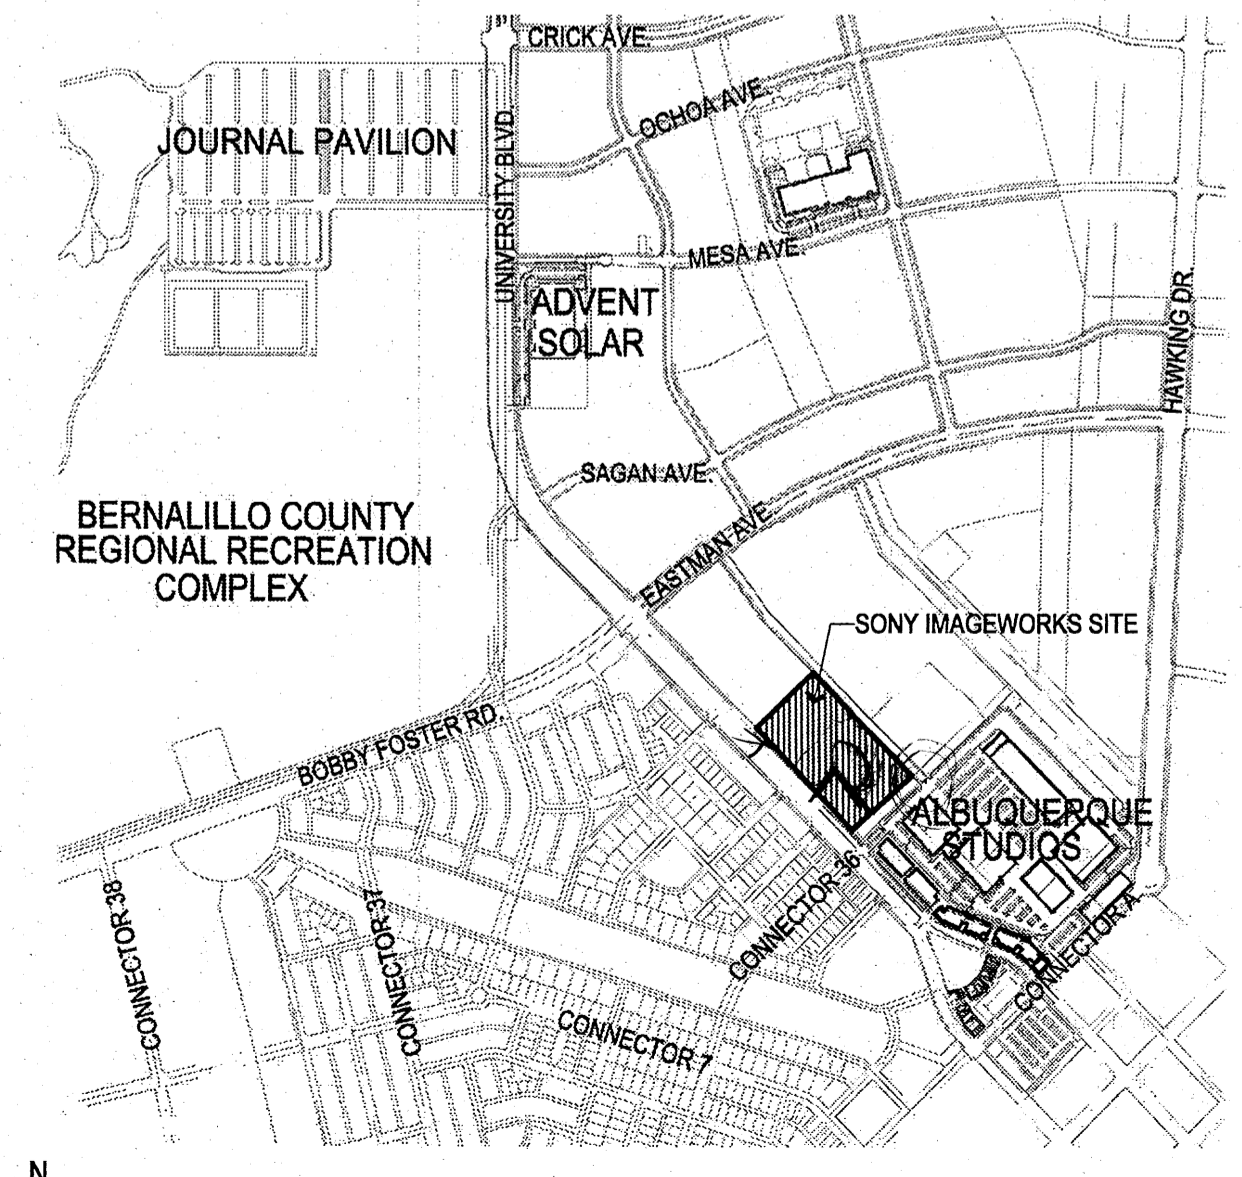 CRICK AVE.
OCHOA AVE.
JOURNAL PAVILION
UNIVERSITY BLVD.
MESA AVE.
ADVENT
SOLAR
HAWKING DR.
SAGAN AVE.
BERNALILLO COUNTY
REGIONAL RECREATION
COMPLEX
EASTMAN AVE.
SONY IMAGEWORKS SITE
BOBBY FOSTER RD.
ALBUQUERQUE
STUDIOS
CONNECTOR 36
CONNECTOR 38
CONNECTOR 37
CONNECTOR A
CONNECTOR 7
N